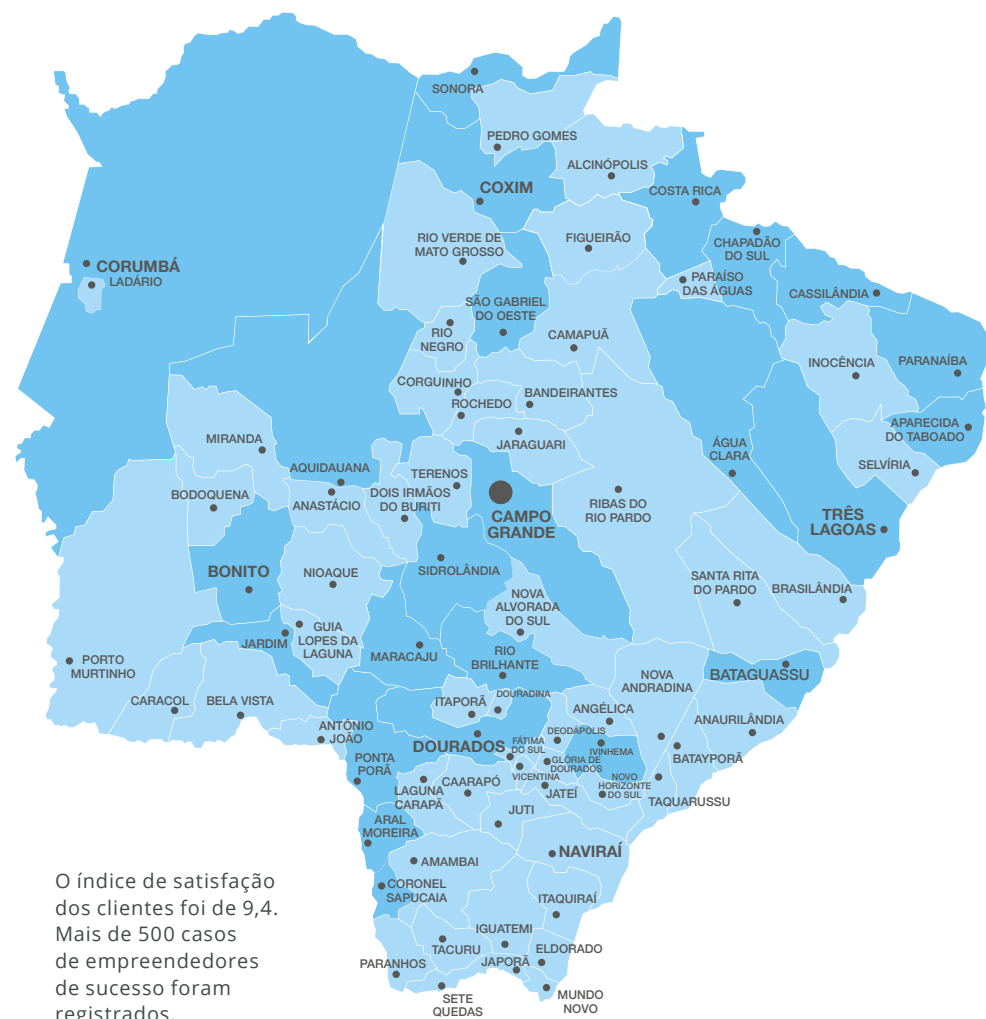 SONORA
PEDRO GOMES
ALCINÓPOLIS
COXIM
COSTA RICA
RIO VERDE DE
MATO GROSSO
FIGUEIRÃO
CHAPADÃO
DO SUL
CORUMBÁ
LADÁRIO
PARAÍSO
DAS ÁGUAS
CASSILÂNDIA
SÃO GABRIEL
DO OESTE
RIO
NEGRO
CAMAPUÃ
INOCÊNCIA
PARANAÍBA
CORGUINHO
ROCHEDO
BANDEIRANTES
APARECIDA
DO TABOADO
MIRANDA
JARAGUARI
ÁGUA
CLARA
SELVÍRIA
AQUIDAUANA
TERENOS
BODOQUENA
ANASTÁCIO
DOIS IRMÃOS
DO BURITI
CAMPO
GRANDE
RIBAS DO
RIO PARDO
TRÊS
LAGOAS
BONITO
NIOAQUE
SIDROLÂNDIA
SANTA RITA
DO PARDO
BRASILÂNDIA
NOVA
ALVORADA
DO SUL
JARDIM
GUIA
LOPES DA
LAGUNA
MARACAJU
RIO
BRILHANTE
PORTO
MURTINHO
BATAGUASSU
NOVA
ANDRADINA
CARACOL
BELA VISTA
ITAPORÃ
DOURADINA
ANGÉLICA
ANAURILÂNDIA
ANTÔNIO
JOÃO
DOURADOS
FÁTIMA
DO SUL
DEODÁPOLIS
IVINHEMA
BATAYPORÃ
PONTA
PORÃ
GLÓRIA DE
DOURADOS
VICENTINA
LAGUNA
CARAPÃ
CAARAPÓ
JATEÍ
NOVO
HORIZONTE
DO SUL
TAQUARUSSU
JUTI
ARAL
MOREIRA
AMAMBAI
NAVIRAÍ
CORONEL
SAPUCAIA
ITAQUIRAÍ
IGUATEMI
TACURU
ELDORADO
PARANHOS
JAPORÃ
SETE
QUEDAS
MUNDO
NOVO
O índice de satisfação
dos clientes foi de 9,4.
Mais de 500 casos
de empreendedores
de sucesso foram
registrados.